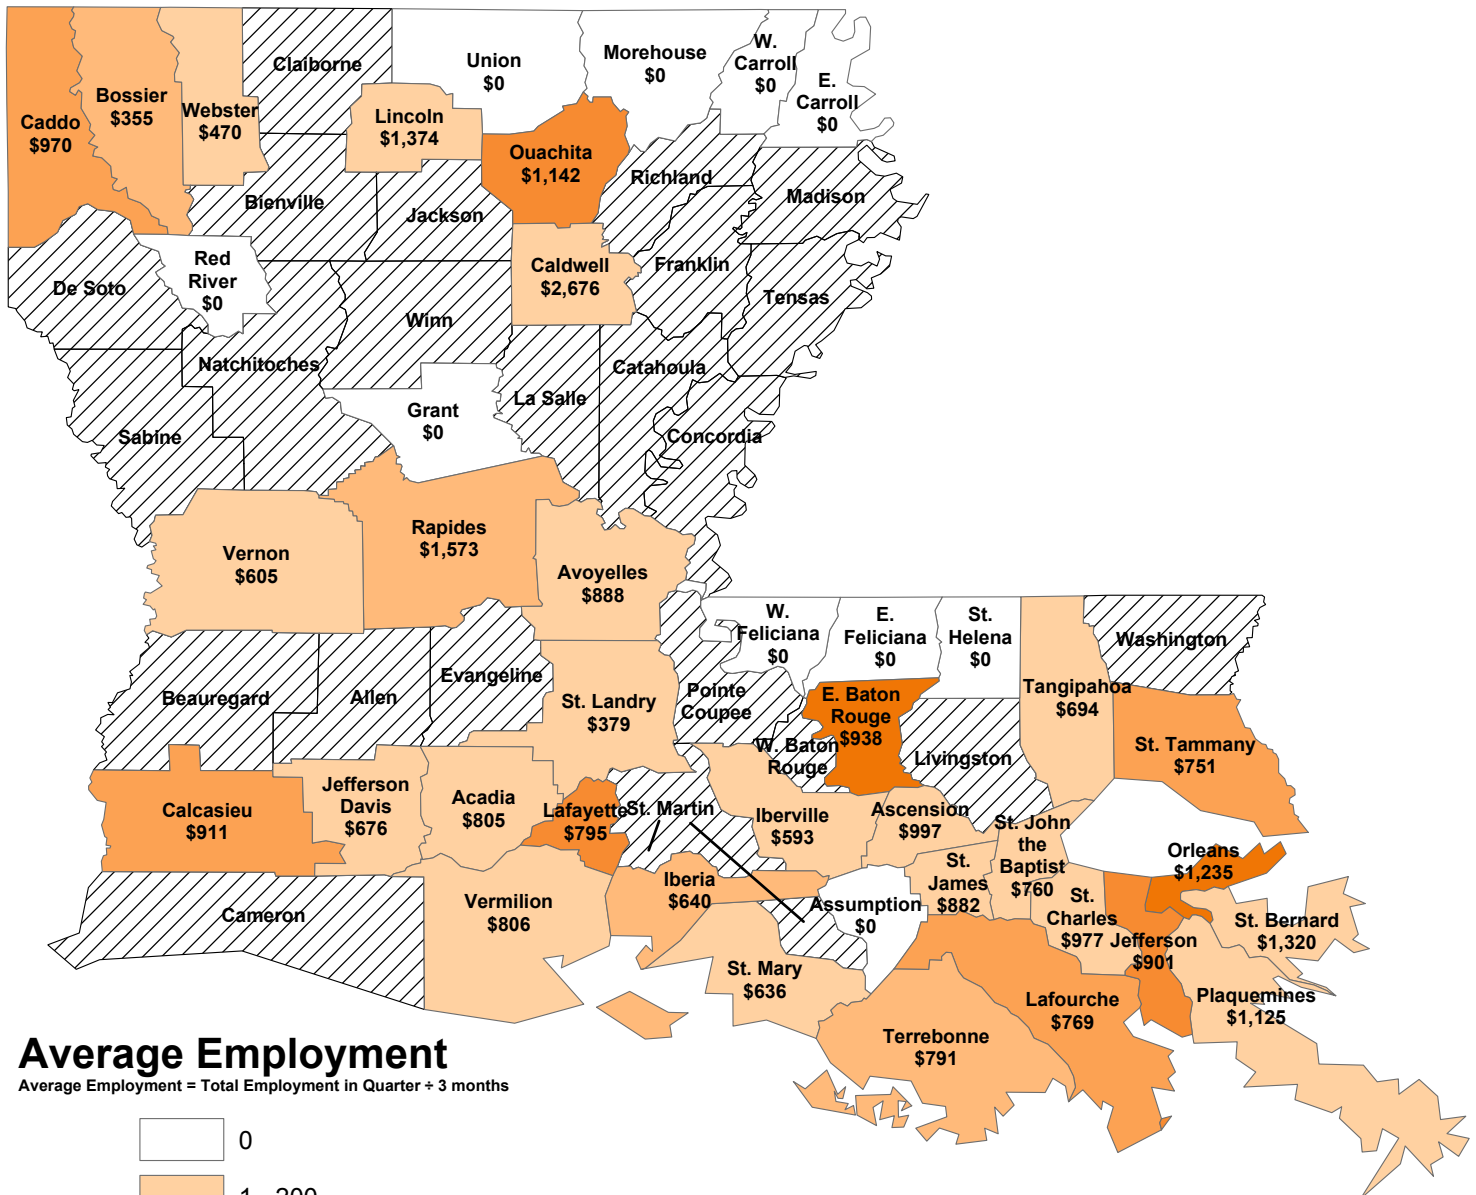 Claiborne
Union
$0
Morehouse
$0
W.
Carroll
$0
E.
Carroll
$0
Caddo
$970
Bossier
$355
Webster
$470
Lincoln
$1,374
Ouachita
$1,142
Richland
Madison
Bienville
Jackson
De Soto
Red
River
$0
Caldwell
$2,676
Franklin
Tensas
Winn
Natchitoches
Catahoula
La Salle
Grant
$0
Sabine
Concordia
Vernon
$605
Rapides
$1,573
Avoyelles
$888
W.
Feliciana
$0
E.
Feliciana
$0
St.
Helena
$0
Washington
Beauregard
Allen
Evangeline
St. Landry
$379
Pointe
Coupee
E. Baton
Rouge
$938
Tangipahoa
$694
W. Baton
Rouge
Livingston
St. Tammany
$751
Calcasieu
$911
Jefferson
Davis
$676
Acadia
$805
Lafayette
$795
St. Martin
Iberville
$593
Ascension
$997
St. John
the
Baptist
$760
Orleans
$1,235
Cameron
Vermilion
$806
Iberia
$640
Assumption
$0
St.
James
$882
St.
Charles
$977
Jefferson
$901
St. Bernard
$1,320
St. Mary
$636
Lafourche
$769
Plaquemines
$1,125
Terrebonne
$791
Average Employment
Average Employment = Total Employment in Quarter ÷ 3 months
0